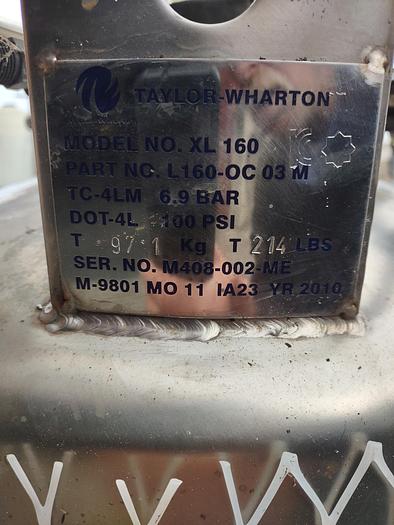 TAYLOR-WHARTON
MODEL NO. XL 160
PART NO. L160-OC 03 M
TC-4LM 6.9 BAR
DOT-4L 100 PSI
T 97.1 Kg T 214 LBS
SER. NO. M408-002-ME
M-9801 MO 11 IA23 YR 2010